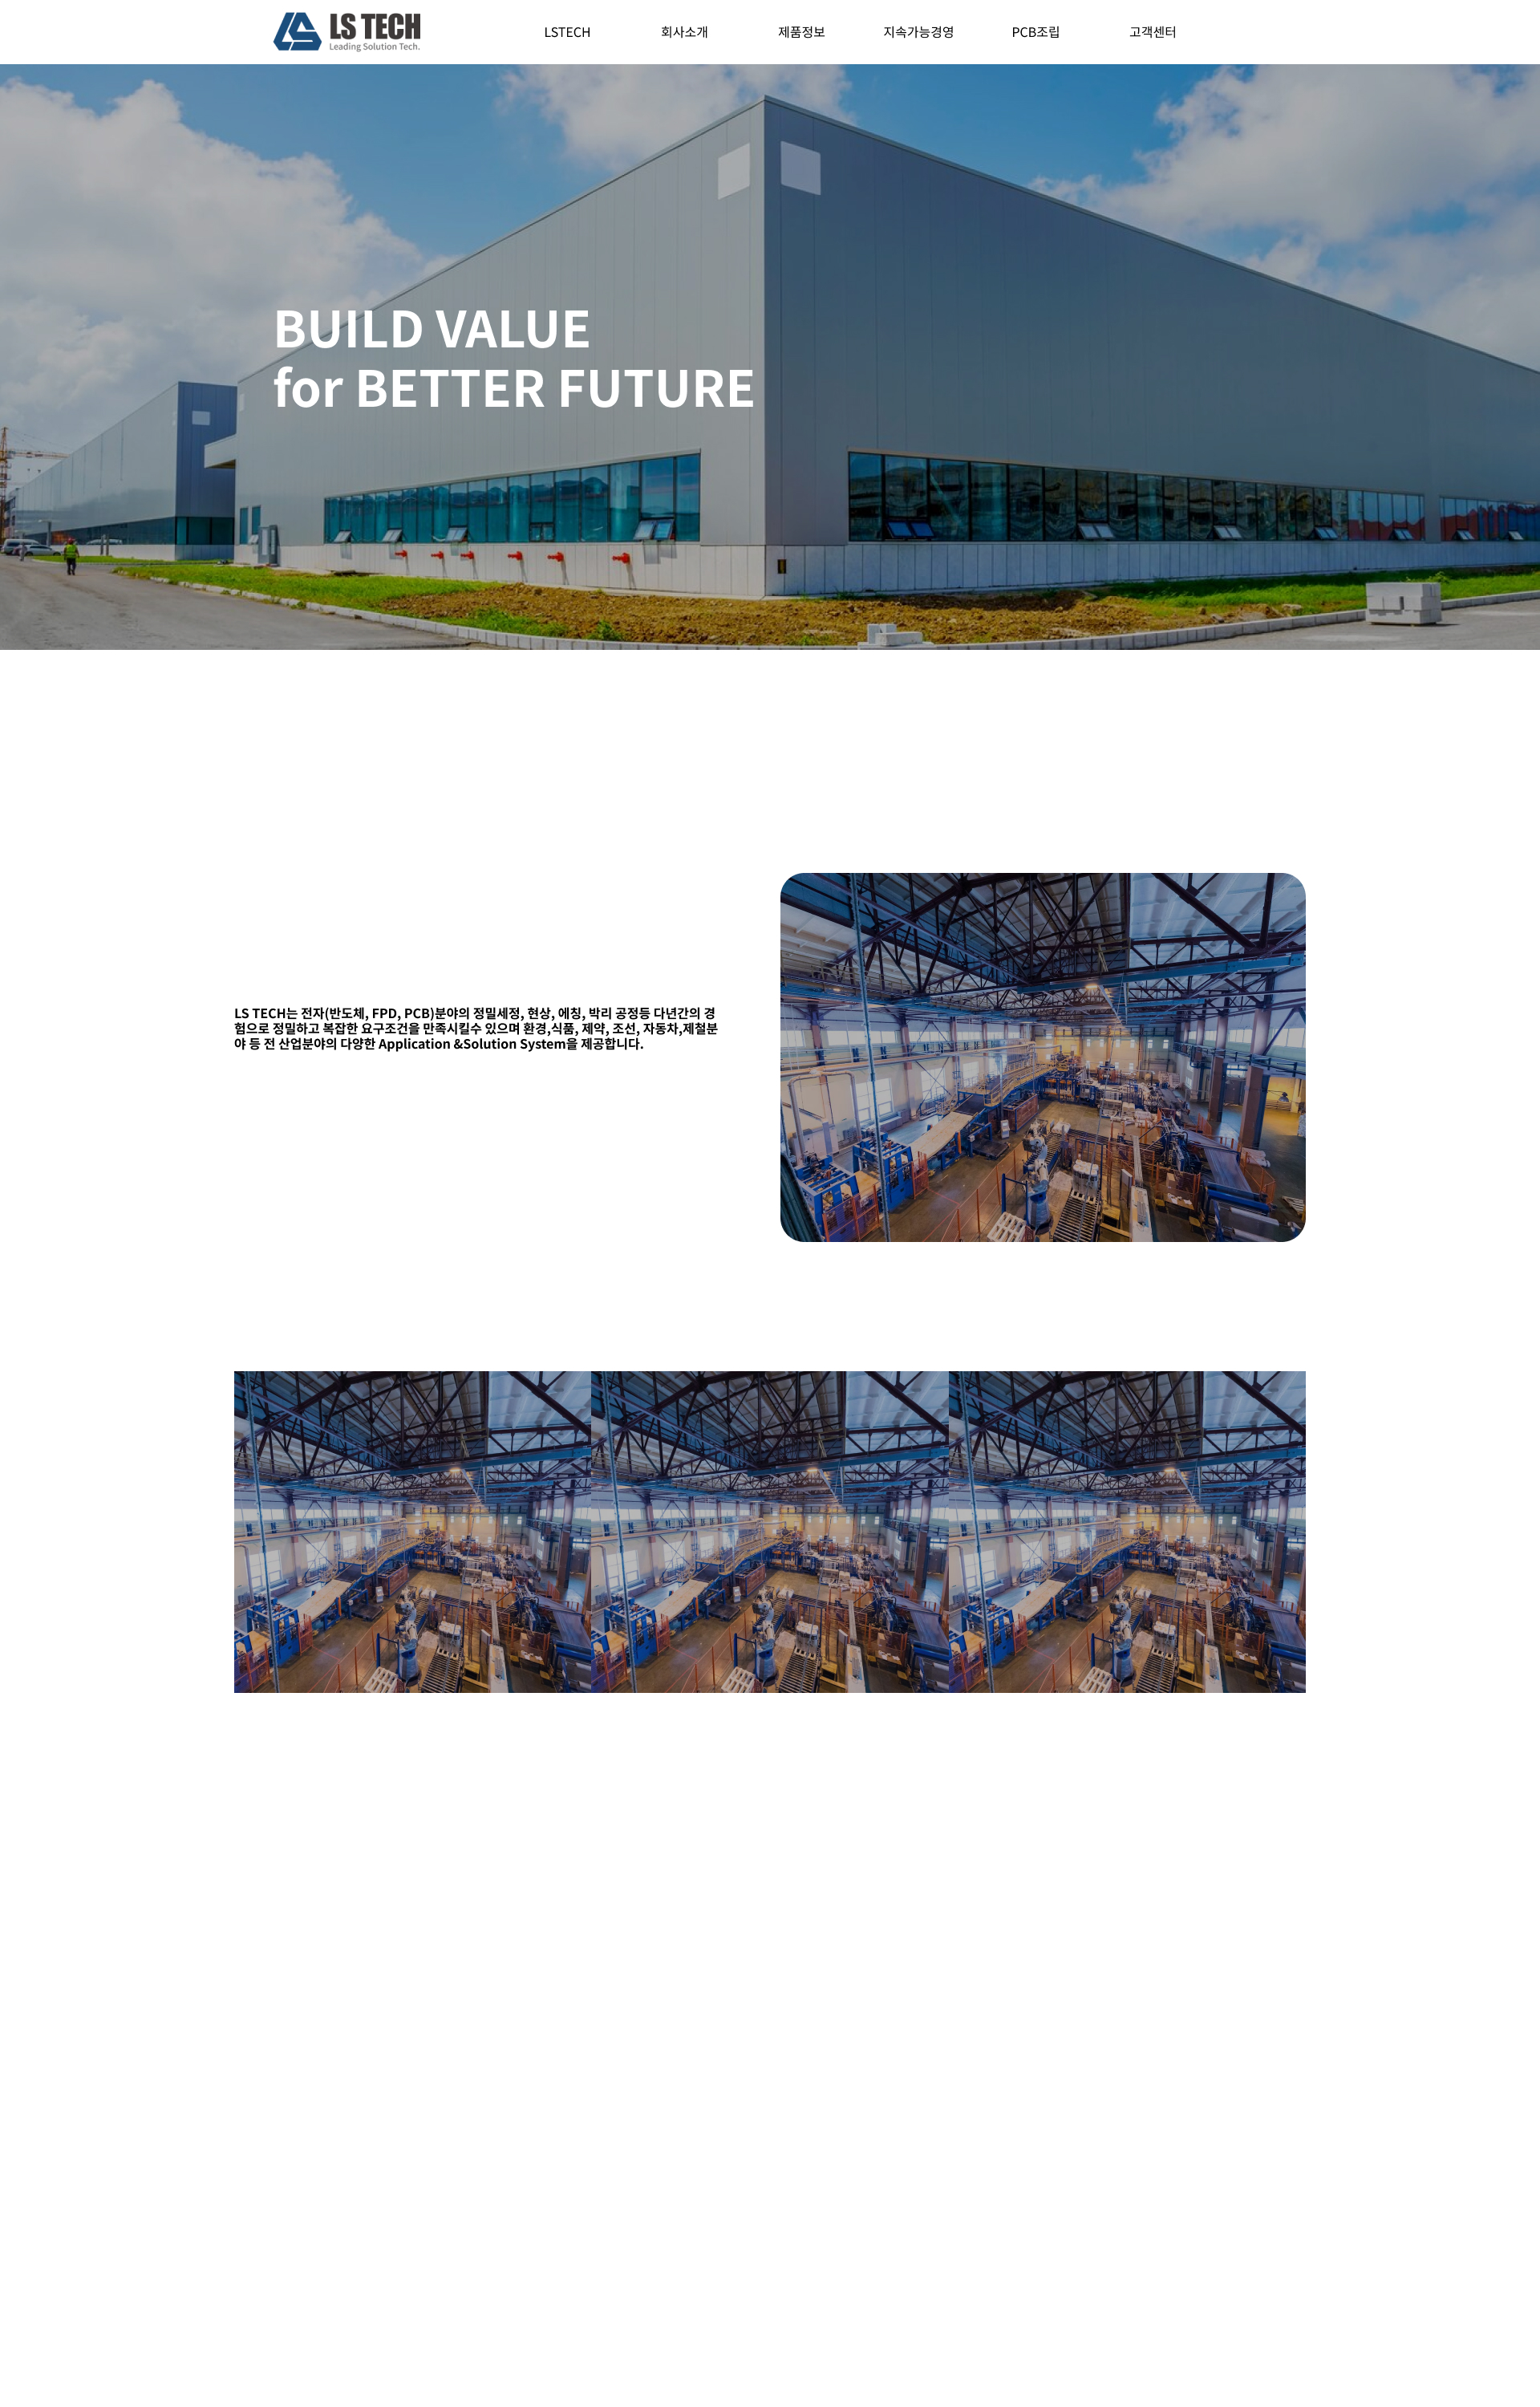 LS TECH
Leading Solution Tech.
LSTECH
회사소개
제품정보
지속가능경영
PCB조립
고객센터
BUILD VALUE
for BETTER FUTURE
LS TECH는 전자(반도체, FPD, PCB)분야의 정밀세정, 현상, 에칭, 박리 공정등 다년간의 경
험으로 정밀하고 복잡한 요구조건을 만족시킬수 있으며 환경,식품, 제약, 조선, 자동차,제철분
야 등 전 산업분야의 다양한 Application &Solution System을 제공합니다.